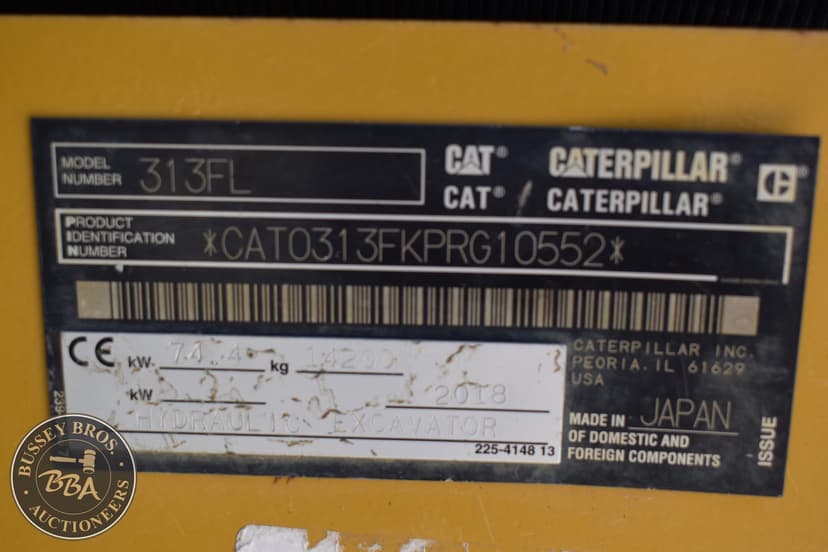 MODEL NUMBER 313FL
CAT® CATERPILLAR®
CAT® CATERPILLAR®
PRODUCT
IDENTIFICATION
NUMBER
*CAT0313FKPRG10552*
CE kW 74.4 kg 14200
kW 2018
HYDRAULIC EXCAVATOR
225-4148 13
CATERPILLAR INC.
PEORIA. IL 61629
USA
MADE IN JAPAN
OF DOMESTIC AND
FOREIGN COMPONENTS
ISSUE
BUSSEY BROS.
BBA
AUCTIONEERS